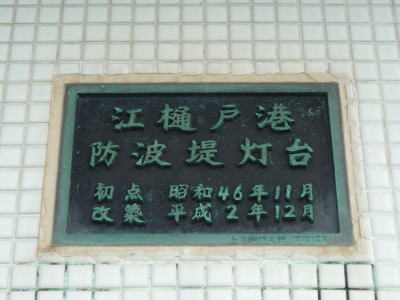 江樋戸港
防波堤灯台
初点 昭和46年11月
改築 平成2年12月